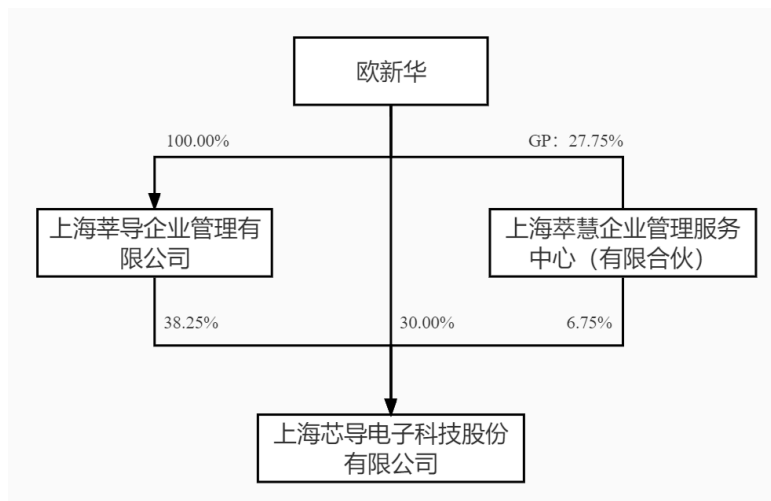 欧新华
100.00%
GP：27.75%
上海莘导企业管理有
限公司
上海萃慧企业管理服务
中心（有限合伙）
38.25%
30.00%
6.75%
上海芯导电子科技股份
有限公司